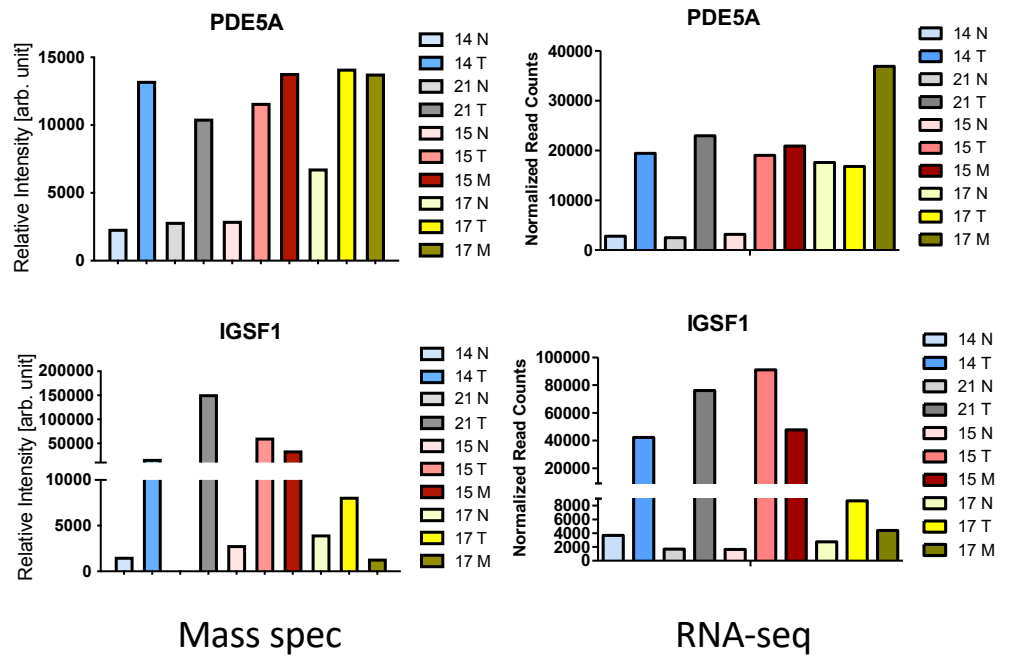 PDE5A
Relative Intensity [arb. unit]
15000
10000
5000
0
14 N
14 T
21 N
21 T
15 N
15 T
15 M
17 N
17 T
17 M
PDE5A
Normalized Read Counts
40000
30000
20000
10000
0
14 N
14 T
21 N
21 T
15 N
15 T
15 M
17 N
17 T
17 M
IGSF1
Relative Intensity [arb. unit]
200000
150000
100000
50000
10000
5000
0
14 N
14 T
21 N
21 T
15 N
15 T
15 M
17 N
17 T
17 M
IGSF1
Normalized Read Counts
100000
80000
60000
40000
20000
8000
6000
4000
2000
0
14 N
14 T
21 N
21 T
15 N
15 T
15 M
17 N
17 T
17 M
Mass spec
RNA-seq